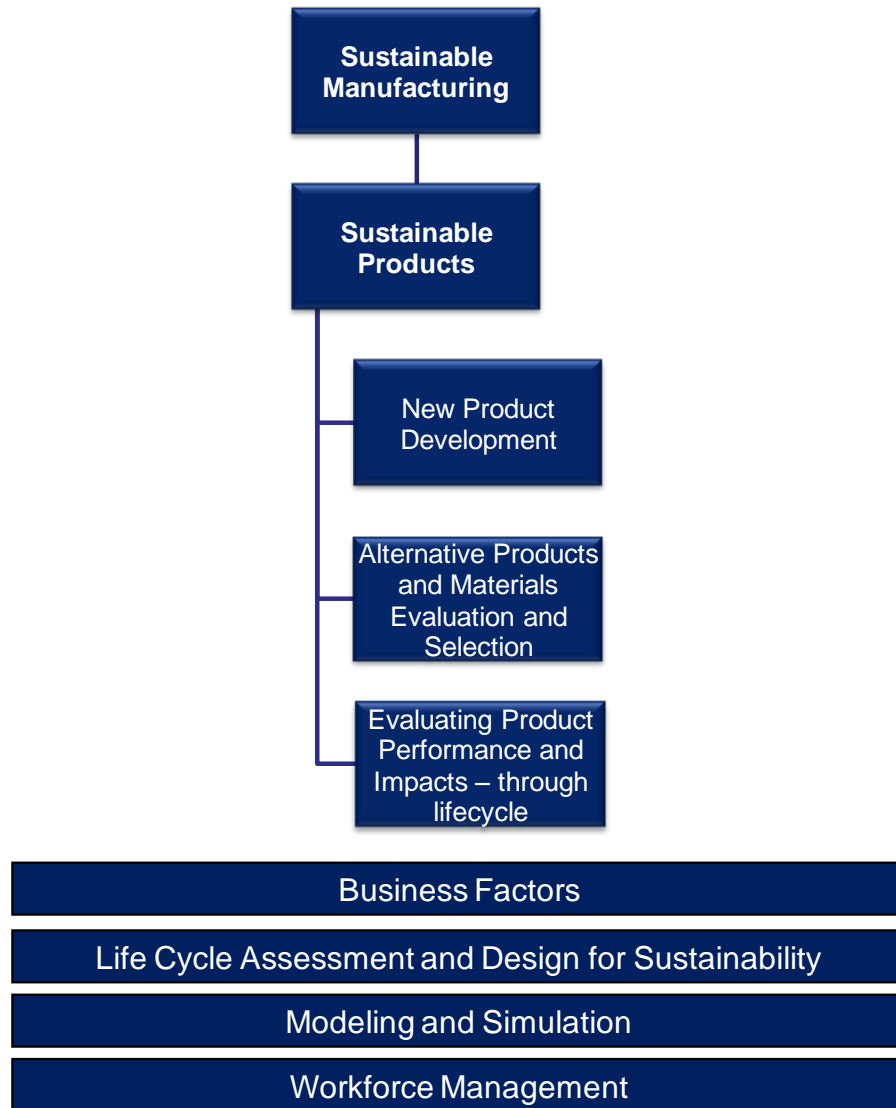 Sustainable
Manufacturing
Sustainable
Products
New Product
Development
Alternative Products
and Materials
Evaluation and
Selection
Evaluating Product
Performance and
Impacts – through
lifecycle
Business Factors
Life Cycle Assessment and Design for Sustainability
Modeling and Simulation
Workforce Management